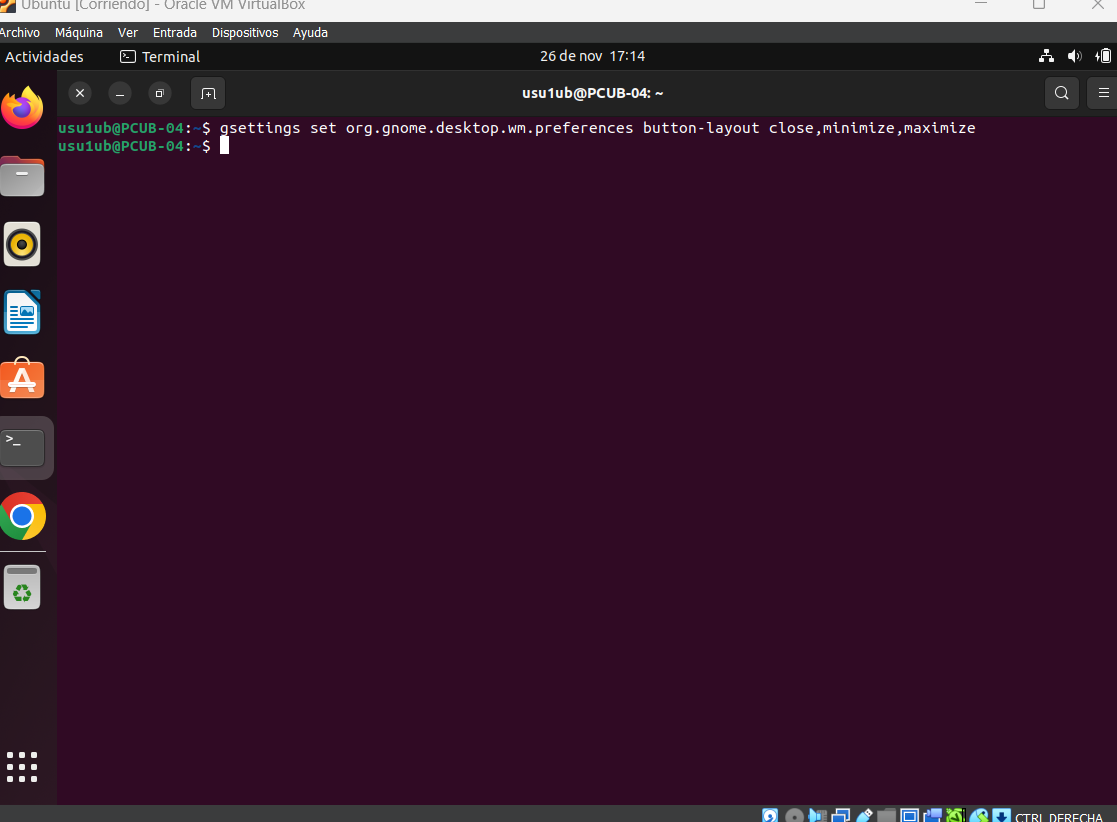 Ubuntu [Corriendo] - Oracle VM VirtualBox
Archivo Máquina Ver Entrada Dispositivos Ayuda
Actividades Terminal 26 de nov 17:14
usu1ub@PCUB-04: ~
usu1ub@PCUB-04:~$ gsettings set org.gnome.desktop.wm.preferences button-layout close,minimize,maximize
usu1ub@PCUB-04:~$
CTRL DERECHA